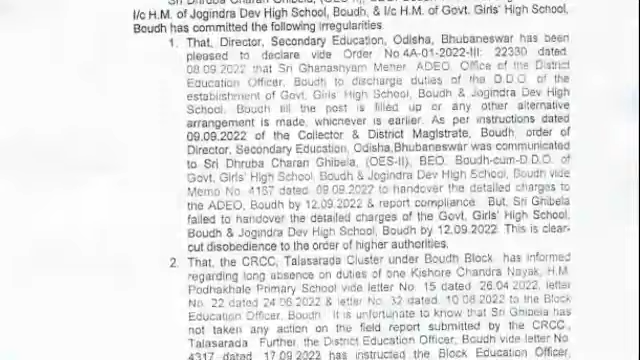 Sri Dhruba Charan Ghibela,
I/c H.M. of Jogindra Dev High School, Boudh, & I/c H.M. of Govt. Girls' High School,
Boudh has committed the following irregularities.
1. That, Director, Secondary Education, Odisha, Bhubaneswar has been
pleased to declare vide Order No.4A-01-2022-III: 22330 dated
08.09.2022 that Sri Ghanashyam Meher, ADEO, Office of the District
Education Officer, Boudh to discharge duties of the D.D.O. of the
establishment of Govt. Girls' High School, Boudh & Jogindra Dev High
School, Boudh till the post is filled up or any other alternative
arrangement is made, whichever is earlier. As per instructions dated
09.09.2022 of the Collector & District Magistrate, Boudh, order of
Director, Secondary Education, Odisha,Bhubaneswar was communicated
to Sri Dhruba Charan Ghibela, (OES-II), BEO, Boudh-cum-D.D.O. of
Govt. Girls' High School, Boudh & Jogindra Dev High School, Boudh vide
Memo No. 4167 dated 09.09.2022 to handover the detailed charges to
the ADEO, Boudh by 12.09.2022 & report compliance. But, Sri Ghibela
failed to handover the detailed charges of the Govt. Girls' High School,
Boudh & Jogindra Dev High School, Boudh by 12.09.2022. This is clear-
cut disobedience to the order of higher authorities.
2. That, the CRCC, Talasarada Cluster under Boudh Block has informed
regarding long absence on duties of one Kishore Chandra Nayak, H.M.
Podhakhale Primary School vide letter No. 15 dated 26.04.2022, letter
No. 22 dated 24.06.2022 & letter No. 32 dated 10.08.2022 to the Block
Education Officer, Boudh. It is unfortunate to know that Sri Ghibela has
not taken any action on the field report submitted by the CRCC,
Talasarada. Further, the District Education Officer, Boudh vide letter No.
4317 dated 17.09.2022 has instructed the Block Education Officer,